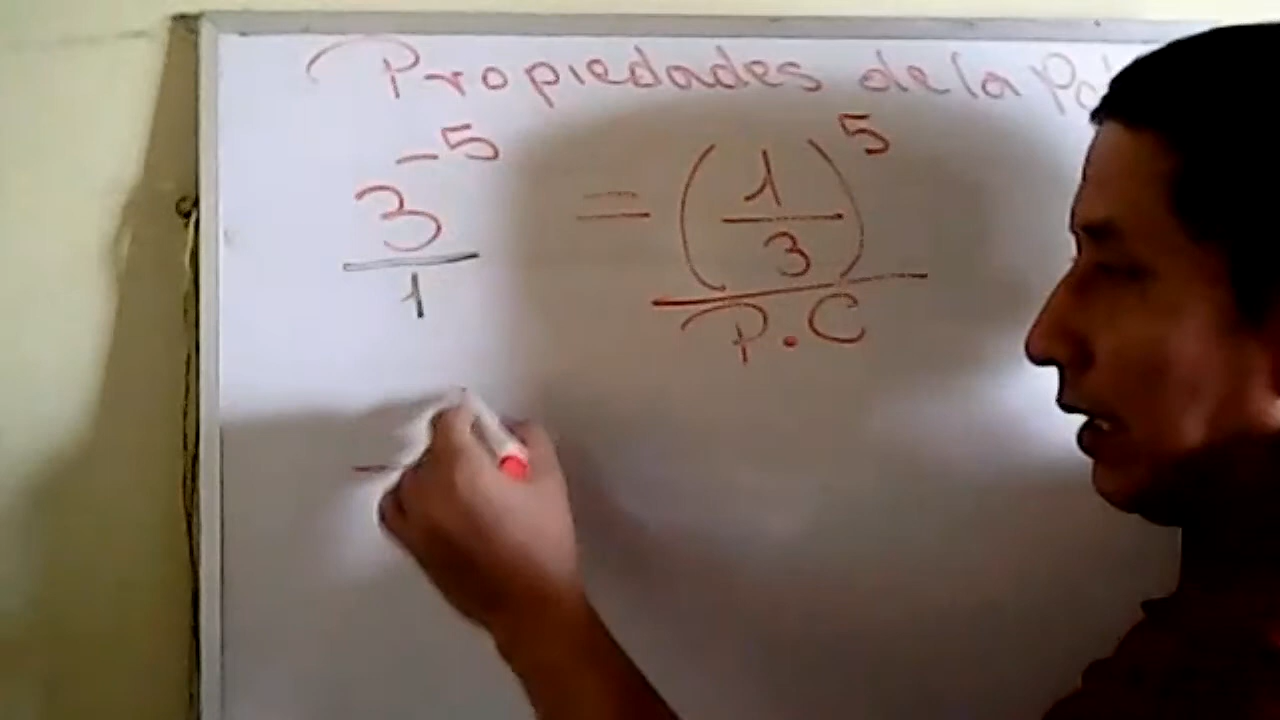 Propiedades de la
3^-5 / 1 = (1/3)^5
P.C